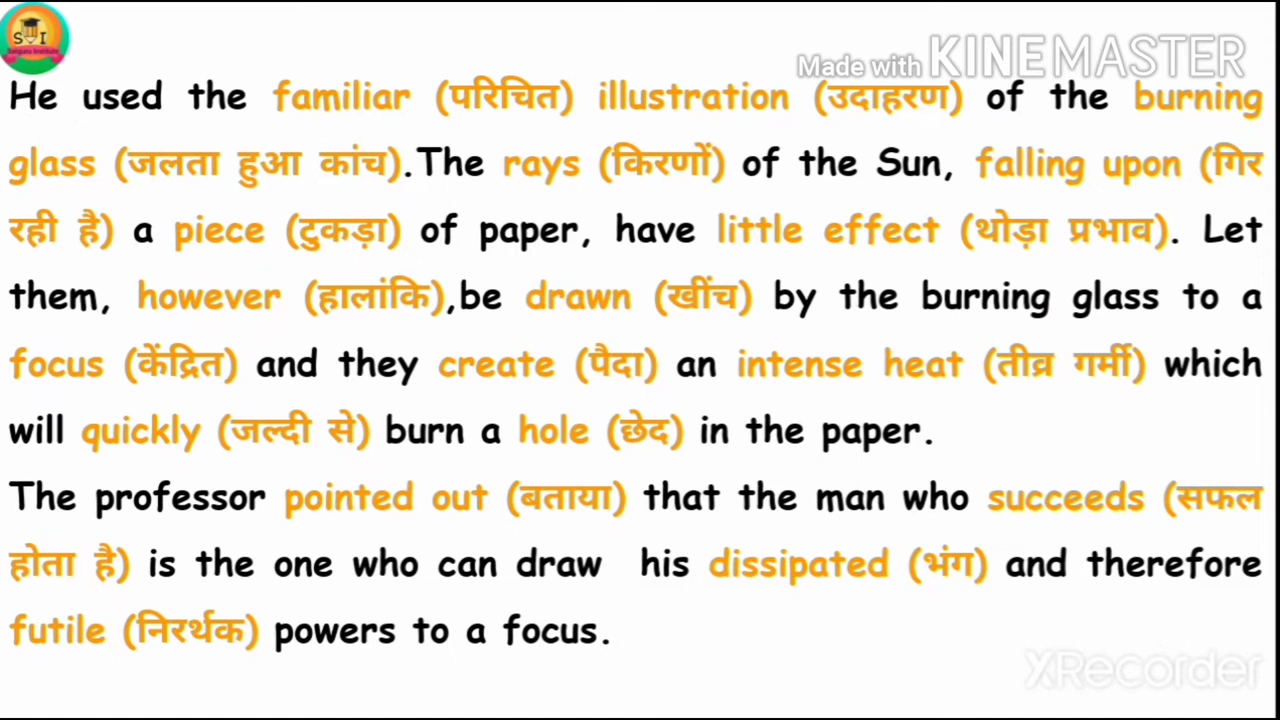 S I
Sanguru Institute
Made with KINEMASTER
He used the familiar (परिचित) illustration (उदाहरण) of the burning
glass (जलता हुआ कांच).The rays (किरणों) of the Sun, falling upon (गिर
रही है) a piece (टुकड़ा) of paper, have little effect (थोड़ा प्रभाव). Let
them, however (हालांकि),be drawn (खींच) by the burning glass to a
focus (केंद्रित) and they create (पैदा) an intense heat (तीव्र गर्मी) which
will quickly (जल्दी से) burn a hole (छेद) in the paper.
The professor pointed out (बताया) that the man who succeeds (सफल
होता है) is the one who can draw his dissipated (भंग) and therefore
futile (निरर्थक) powers to a focus.
XRecorder